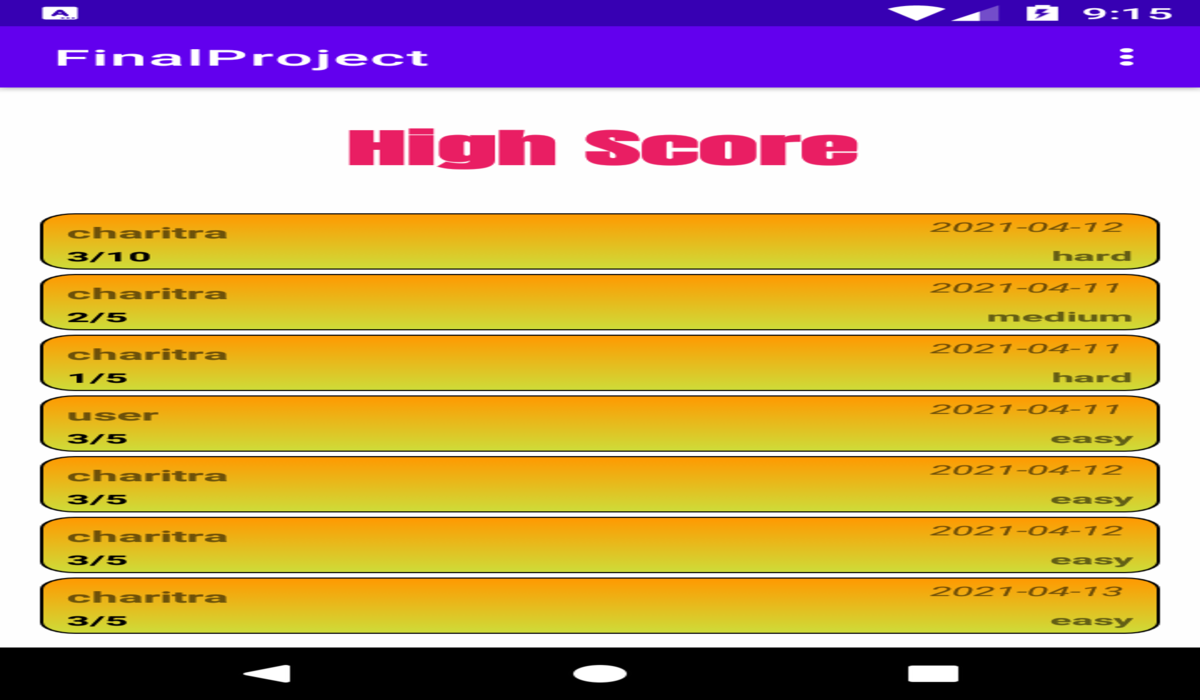 9:15
FinalProject
High Score
charitra 2021-04-12
3/10 hard
charitra 2021-04-11
2/5 medium
charitra 2021-04-11
1/5 hard
user 2021-04-11
3/5 easy
charitra 2021-04-12
3/5 easy
charitra 2021-04-12
3/5 easy
charitra 2021-04-13
3/5 easy